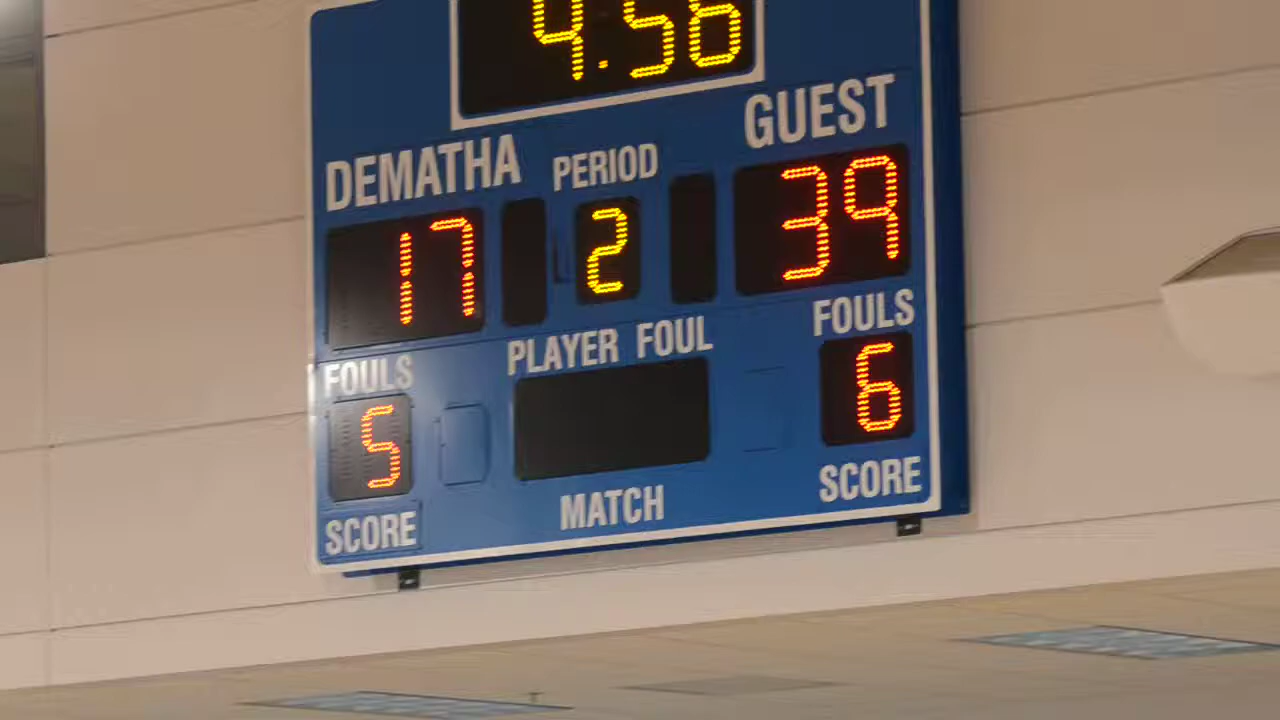 4:56
DEMATHA PERIOD GUEST
17 2 39
FOULS PLAYER FOUL FOULS
5 6
SCORE MATCH SCORE